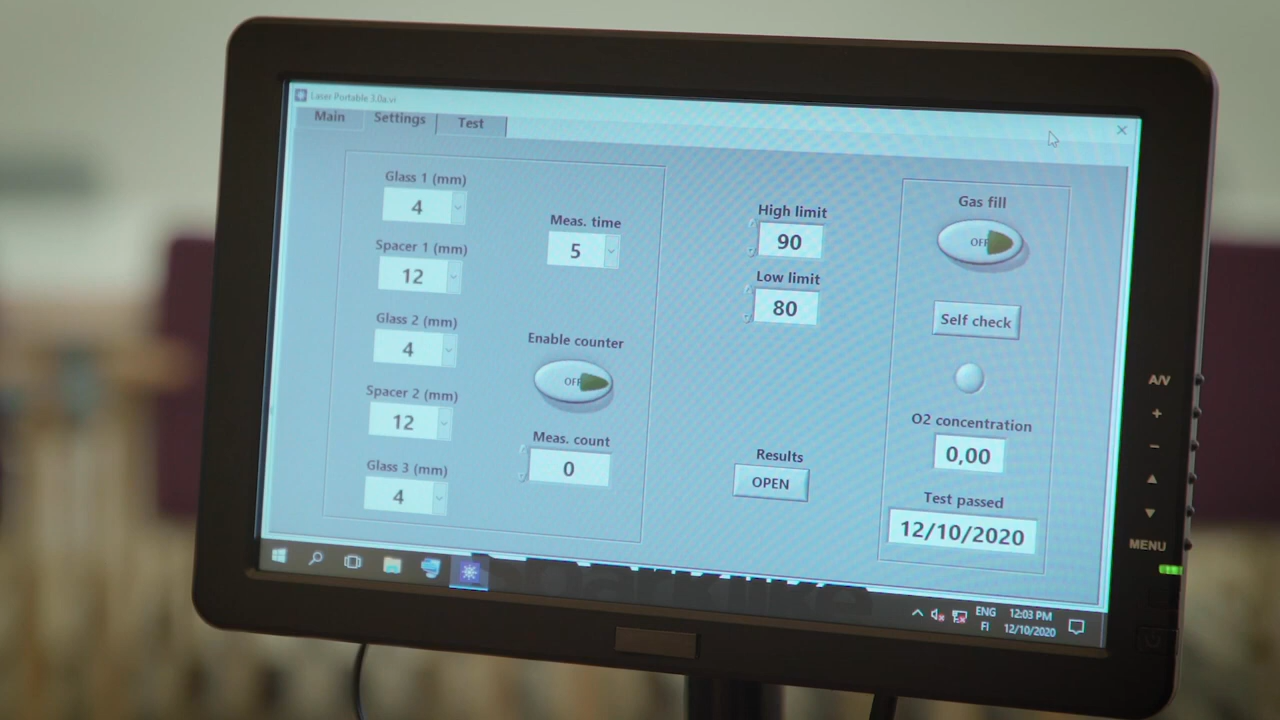 Laser Portable 3.0a.vi
Main
Settings
Test
Glass 1 (mm)
4
Spacer 1 (mm)
12
Glass 2 (mm)
4
Spacer 2 (mm)
12
Glass 3 (mm)
4
Meas. time
5
Enable counter
OFF
Meas. count
0
High limit
90
Low limit
80
Results
OPEN
Gas fill
OFF
Self check
O2 concentration
0,00
Test passed
12/10/2020
ENG
FI
12:03 PM
12/10/2020
A/V
+
−
MENU